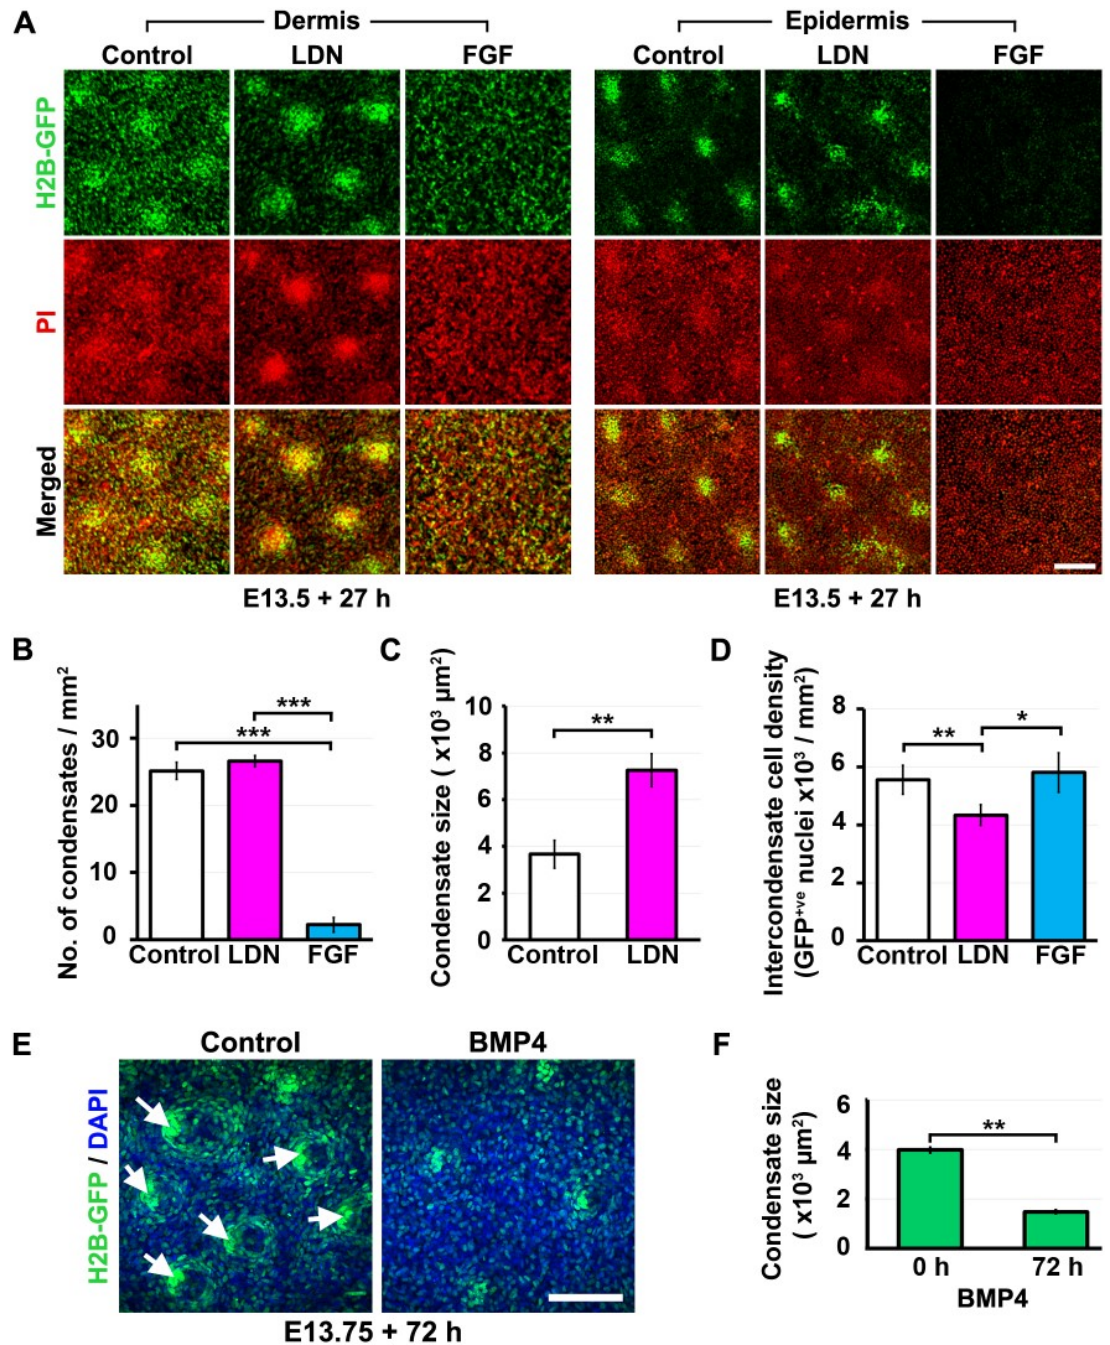 A
Dermis
Epidermis
Control LDN FGF Control LDN FGF
H2B-GFP
PI
Merged
E13.5 + 27 h
E13.5 + 27 h
B
No. of condensates / mm²
30
20
10
0
***
***
Control LDN FGF
C
Condensate size ( x10³ µm²)
10
8
6
4
2
0
**
Control LDN
D
Intercondensate cell density
(GFP⁺ᵛᵉ nuclei x10³ / mm²)
8
6
4
2
0
**
*
Control LDN FGF
E
Control BMP4
H2B-GFP / DAPI
E13.75 + 72 h
F
Condensate size
( x10³ µm²)
6
4
2
0
**
0 h 72 h
BMP4